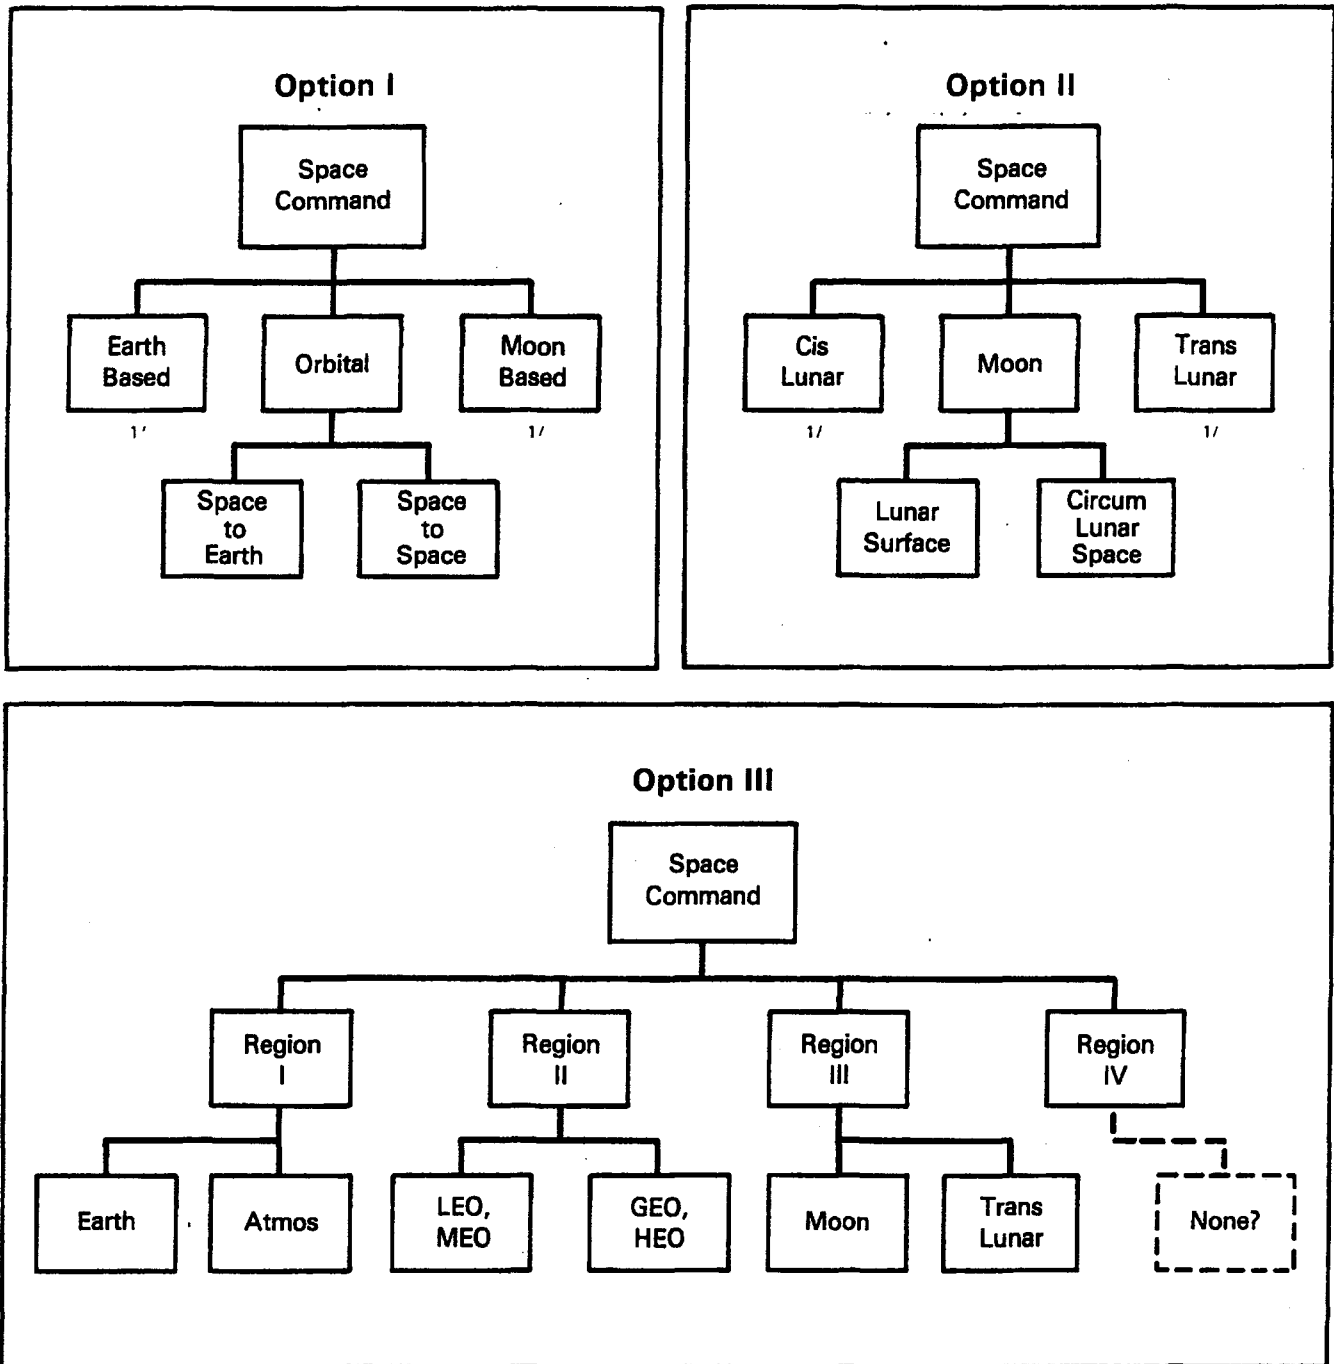 Option I
Space
Command
Earth
Based
Orbital
Moon
Based
1/
1/
Space
to
Earth
Space
to
Space
Option II
Space
Command
Cis
Lunar
Moon
Trans
Lunar
1/
1/
Lunar
Surface
Circum
Lunar
Space
Option III
Space
Command
Region
I
Region
II
Region
III
Region
IV
Earth
Atmos
LEO,
MEO
GEO,
HEO
Moon
Trans
Lunar
None?